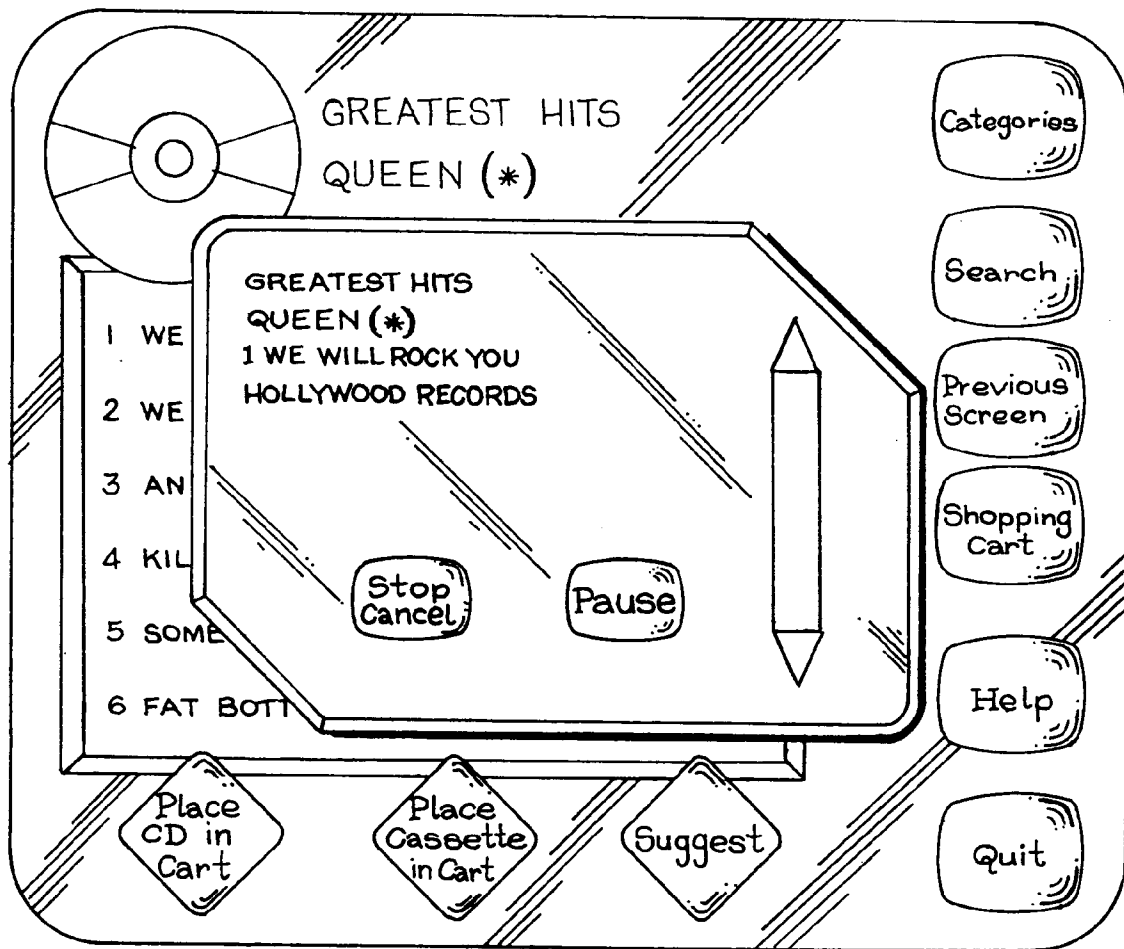 GREATEST HITS
QUEEN (*)
GREATEST HITS
QUEEN (*)
1 WE WILL ROCK YOU
HOLLYWOOD RECORDS
1 WE
2 WE
3 AN
4 KIL
5 SOME
6 FAT BOTT
Stop
Cancel
Pause
Categories
Search
Previous
Screen
Shopping
Cart
Help
Quit
Place
CD in
Cart
Place
Cassette
in Cart
Suggest